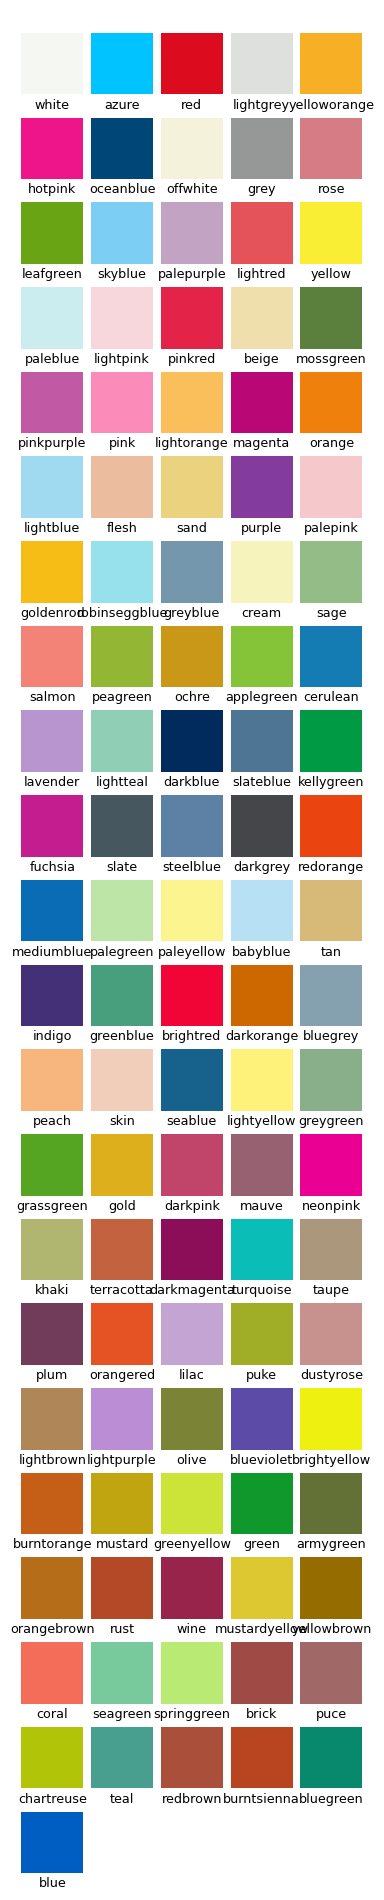 white azure red lightgrey yelloworange
hotpink oceanblue offwhite grey rose
leafgreen skyblue palepurple lightred yellow
paleblue lightpink pinkred beige mossgreen
pinkpurple pink lightorange magenta orange
lightblue flesh sand purple palepink
goldenrod robinseggblue greyblue cream sage
salmon peagreen ochre applegreen cerulean
lavender lightteal darkblue slateblue kellygreen
fuchsia slate steelblue darkgrey redorange
mediumblue palegreen paleyellow babyblue tan
indigo greenblue brightred darkorange bluegrey
peach skin seablue lightyellow greygreen
grassgreen gold darkpink mauve neonpink
khaki terracotta darkmagenta turquoise taupe
plum orangered lilac puke dustyrose
lightbrown lightpurple olive blueviolet brightyellow
burntorange mustard greenyellow green armygreen
orangebrown rust wine mustardyellow yellowbrown
coral seagreen springgreen brick puce
chartreuse teal redbrown burntsienna bluegreen
blue